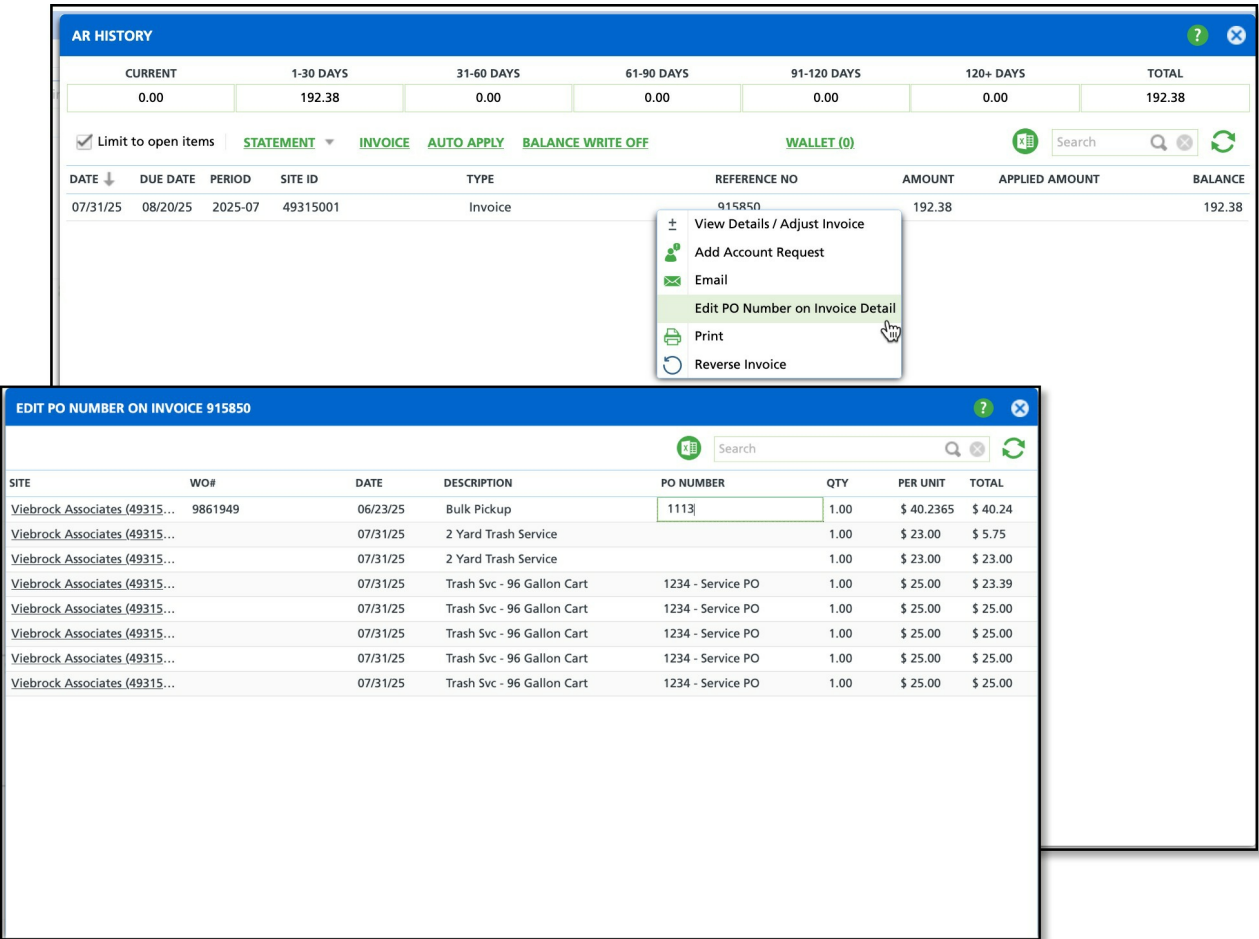 AR HISTORY
?
CURRENT 1-30 DAYS 31-60 DAYS 61-90 DAYS 91-120 DAYS 120+ DAYS TOTAL
0.00 192.38 0.00 0.00 0.00 0.00 192.38
Limit to open items STATEMENT INVOICE AUTO APPLY BALANCE WRITE OFF WALLET (0) Search
DATE DUE DATE PERIOD SITE ID TYPE REFERENCE NO AMOUNT APPLIED AMOUNT BALANCE
07/31/25 08/20/25 2025-07 49315001 Invoice 915850 192.38 192.38
View Details / Adjust Invoice
Add Account Request
Email
Edit PO Number on Invoice Detail
Print
Reverse Invoice
EDIT PO NUMBER ON INVOICE 915850
?
Search
SITE WO# DATE DESCRIPTION PO NUMBER QTY PER UNIT TOTAL
Viebrock Associates (49315... 9861949 06/23/25 Bulk Pickup 1113 1.00 $ 40.2365 $ 40.24
Viebrock Associates (49315... 07/31/25 2 Yard Trash Service 1.00 $ 23.00 $ 5.75
Viebrock Associates (49315... 07/31/25 2 Yard Trash Service 1.00 $ 23.00 $ 23.00
Viebrock Associates (49315... 07/31/25 Trash Svc - 96 Gallon Cart 1234 - Service PO 1.00 $ 25.00 $ 23.39
Viebrock Associates (49315... 07/31/25 Trash Svc - 96 Gallon Cart 1234 - Service PO 1.00 $ 25.00 $ 25.00
Viebrock Associates (49315... 07/31/25 Trash Svc - 96 Gallon Cart 1234 - Service PO 1.00 $ 25.00 $ 25.00
Viebrock Associates (49315... 07/31/25 Trash Svc - 96 Gallon Cart 1234 - Service PO 1.00 $ 25.00 $ 25.00
Viebrock Associates (49315... 07/31/25 Trash Svc - 96 Gallon Cart 1234 - Service PO 1.00 $ 25.00 $ 25.00